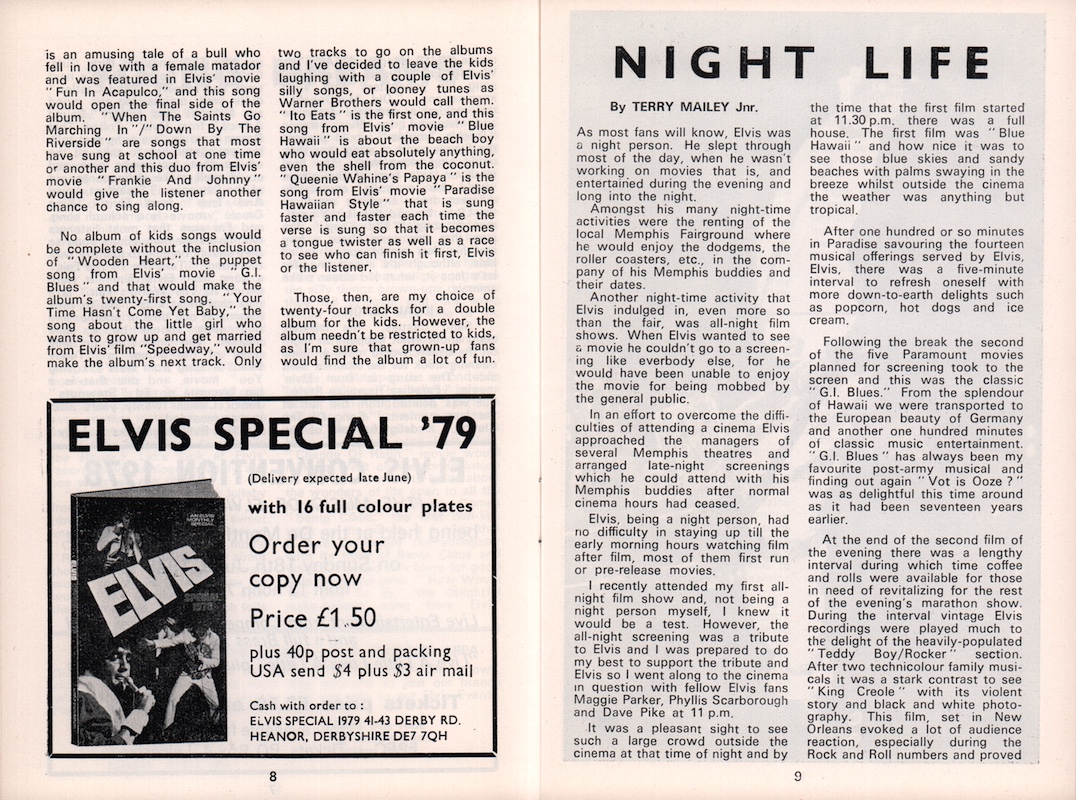 is an amusing tale of a bull who
fell in love with a female matador
and was featured in Elvis' movie
"Fun In Acapulco," and this song
would open the final side of the
album. "When The Saints Go
Marching In"/"Down By The
Riverside" are songs that most
have sung at school at one time
or another and this duo from Elvis'
movie "Frankie And Johnny"
would give the listener another
chance to sing along.
No album of kids songs would
be complete without the inclusion
of "Wooden Heart," the puppet
song from Elvis' movie "G.I.
Blues" and that would make the
album's twenty-first song. "Your
Time Hasn't Come Yet Baby," the
song about the little girl who
wants to grow up and get married
from Elvis' film "Speedway," would
make the album's next track. Only
two tracks to go on the albums
and I've decided to leave the kids
laughing with a couple of Elvis'
silly songs, or looney tunes as
Warner Brothers would call them.
"Ito Eats" is the first one, and this
song from Elvis' movie "Blue
Hawaii" is about the beach boy
who would eat absolutely anything,
even the shell from the coconut.
"Queenie Wahine's Papaya" is the
song from Elvis' movie "Paradise
Hawaiian Style" that is sung
faster and faster each time the
verse is sung so that it becomes
a tongue twister as well as a race
to see who can finish it first, Elvis
or the listener.
Those, then, are my choice of
twenty-four tracks for a double
album for the kids. However, the
album needn't be restricted to kids,
as I'm sure that grown-up fans
would find the album a lot of fun.
ELVIS SPECIAL '79
(Delivery expected late June)
with 16 full colour plates
Order your
copy now
Price £1.50
plus 40p post and packing
USA send $4 plus $3 air mail
Cash with order to :
ELVIS SPECIAL 1979 41-43 DERBY RD.
HEANOR, DERBYSHIRE DE7 7QH
AN ELVIS
MONTHLY
SPECIAL
ELVIS
SPECIAL
8
NIGHT LIFE
By TERRY MAILEY Jnr.
As most fans will know, Elvis was
a night person. He slept through
most of the day, when he wasn't
working on movies that is, and
entertained during the evening and
long into the night.
Amongst his many night-time
activities were the renting of the
local Memphis Fairground where
he would enjoy the dodgems, the
roller coasters, etc., in the com-
pany of his Memphis buddies and
their dates.
Another night-time activity that
Elvis indulged in, even more so
than the fair, was all-night film
shows. When Elvis wanted to see
a movie he couldn't go to a screen-
ing like everbody else, for he
would have been unable to enjoy
the movie for being mobbed by
the general public.
In an effort to overcome the diffi-
culties of attending a cinema Elvis
approached the managers of
several Memphis theatres and
arranged late-night screenings
which he could attend with his
Memphis buddies after normal
cinema hours had ceased.
Elvis, being a night person, had
no difficulty in staying up till the
early morning hours watching film
after film, most of them first run
or pre-release movies.
I recently attended my first all-
night film show and, not being a
night person myself, I knew it
would be a test. However, the
all-night screening was a tribute
to Elvis and I was prepared to do
my best to support the tribute and
Elvis so I went along to the cinema
in question with fellow Elvis fans
Maggie Parker, Phyllis Scarborough
and Dave Pike at 11 p.m.
It was a pleasant sight to see
such a large crowd outside the
cinema at that time of night and by
the time that the first film started
at 11.30 p.m. there was a full
house. The first film was "Blue
Hawaii" and how nice it was to
see those blue skies and sandy
beaches with palms swaying in the
breeze whilst outside the cinema
the weather was anything but
tropical.
After one hundred or so minutes
in Paradise savouring the fourteen
musical offerings served by Elvis,
Elvis, there was a five-minute
interval to refresh oneself with
more down-to-earth delights such
as popcorn, hot dogs and ice
cream.
Following the break the second
of the five Paramount movies
planned for screening took to the
screen and this was the classic
"G.I. Blues." From the splendour
of Hawaii we were transported to
the European beauty of Germany
and another one hundred minutes
of classic music entertainment.
"G.I. Blues" has always been my
favourite post-army musical and
finding out again "Vot is Ooze?"
was as delightful this time around
as it had been seventeen years
earlier.
At the end of the second film of
the evening there was a lengthy
interval during which time coffee
and rolls were available for those
in need of revitalizing for the rest
of the evening's marathon show.
During the interval vintage Elvis
recordings were played much to
the delight of the heavily-populated
"Teddy Boy/Rocker" section.
After two technicolour family musi-
cals it was a stark contrast to see
"King Creole" with its violent
story and black and white photo-
graphy. This film, set in New
Orleans evoked a lot of audience
reaction, especially during the
Rock and Roll numbers and proved
9